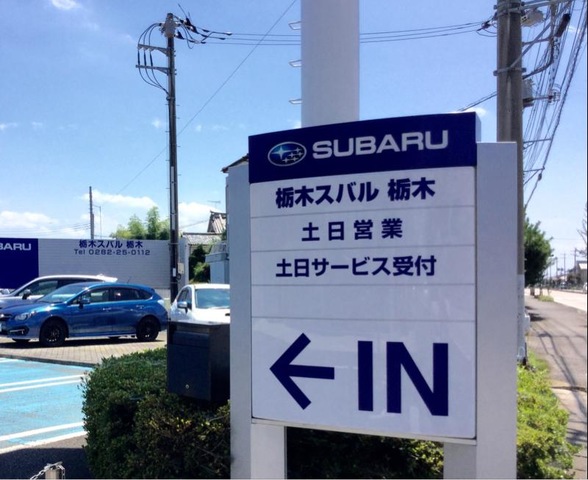 SUBARU
栃木スバル 栃木
土日営業
土日サービス受付
← IN
BARU
栃木スバル 栃木
Tel 0282-25-0112